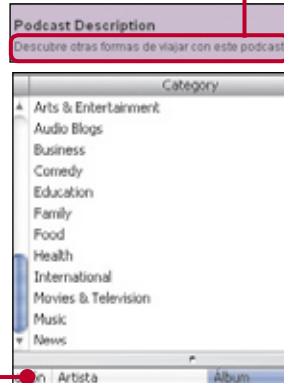 Podcast Description
Descubre otras formas de viajar con este podcast
Category
Arts & Entertainment
Audio Blogs
Business
Comedy
Education
Family
Food
Health
International
Movies & Television
Music
News
Artista Álbum